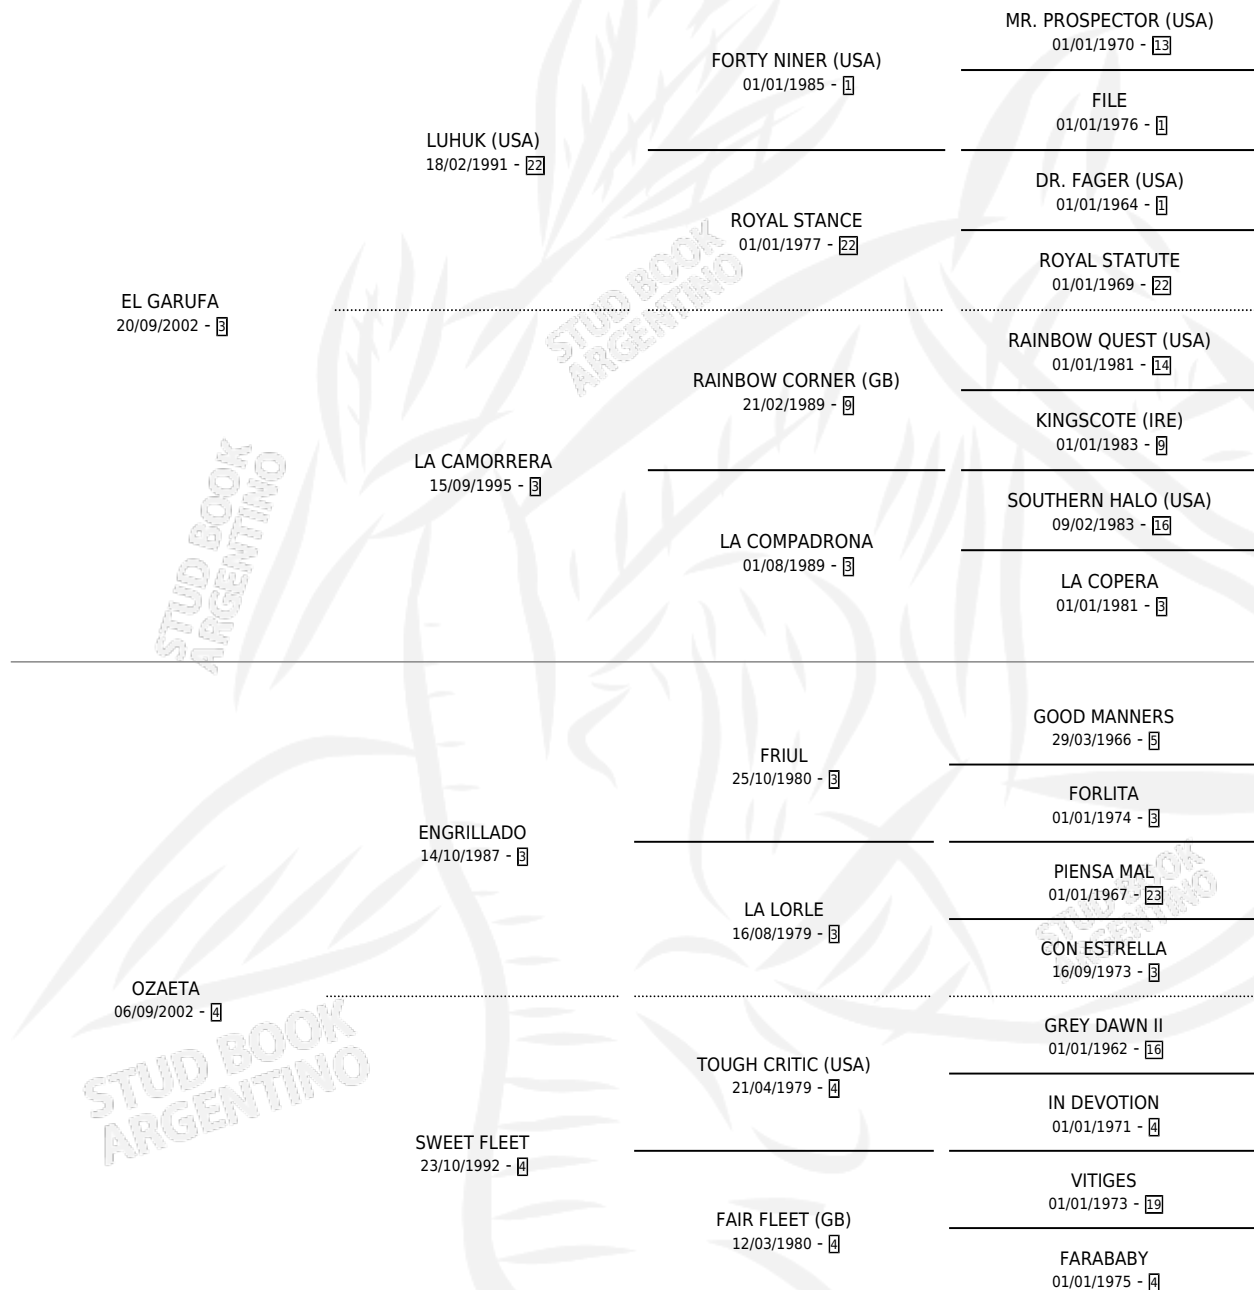 MR. PROSPECTOR (USA)
01/01/1970 - 13
FORTY NINER (USA)
01/01/1985 - 1
FILE
01/01/1976 - 1
LUHUK (USA)
18/02/1991 - 22
DR. FAGER (USA)
01/01/1964 - 1
ROYAL STANCE
01/01/1977 - 22
ROYAL STATUTE
01/01/1969 - 22
EL GARUFA
20/09/2002 - 3
RAINBOW QUEST (USA)
01/01/1981 - 14
RAINBOW CORNER (GB)
21/02/1989 - 9
KINGSCOTE (IRE)
01/01/1983 - 9
LA CAMORRERA
15/09/1995 - 3
SOUTHERN HALO (USA)
09/02/1983 - 16
LA COMPADRONA
01/08/1989 - 3
LA COPERA
01/01/1981 - 3
STUD BOOK
ARGENTINO
STUD BOOK
ARGENTINO
GOOD MANNERS
29/03/1966 - 5
FRIUL
25/10/1980 - 3
FORLITA
01/01/1974 - 3
ENGRILLADO
14/10/1987 - 3
PIENSA MAL
01/01/1967 - 23
LA LORLE
16/08/1979 - 3
CON ESTRELLA
16/09/1973 - 3
STUD BOOK
ARGENTINO
OZAETA
06/09/2002 - 4
GREY DAWN II
01/01/1962 - 16
TOUGH CRITIC (USA)
21/04/1979 - 4
IN DEVOTION
01/01/1971 - 4
SWEET FLEET
23/10/1992 - 4
VITIGES
01/01/1973 - 19
FAIR FLEET (GB)
12/03/1980 - 4
FARABABY
01/01/1975 - 4
STUD BOOK
ARGENTINO